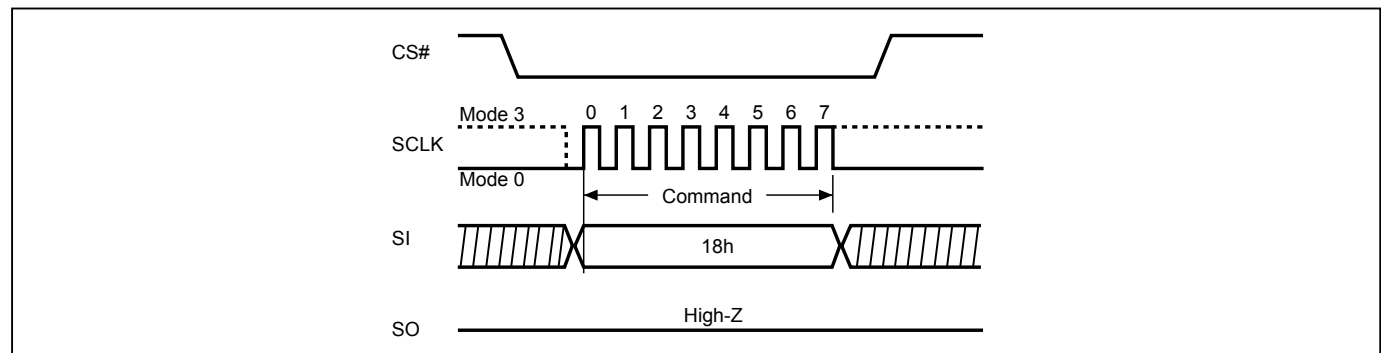 CS#
Mode 3 0 1 2 3 4 5 6 7
SCLK
Mode 0
Command
SI
18h
High-Z
SO